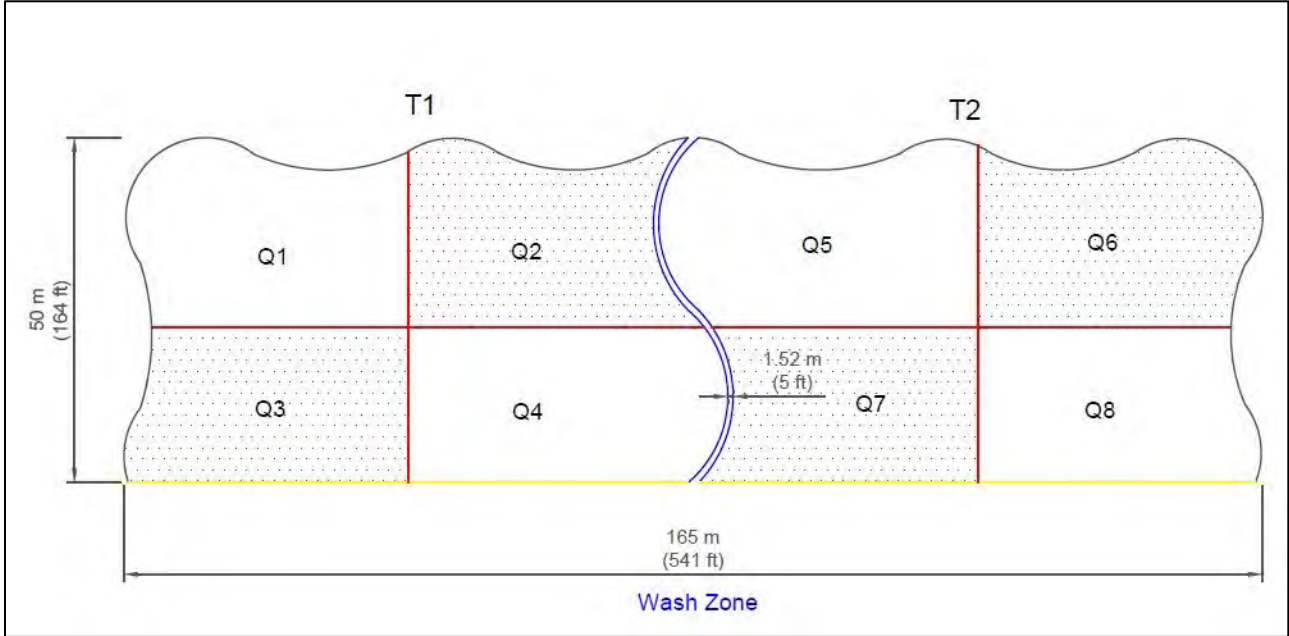 T1
T2
Q1
Q2
Q5
Q6
50 m
(164 ft)
1.52 m
(5 ft)
Q3
Q4
Q7
Q8
165 m
(541 ft)
Wash Zone